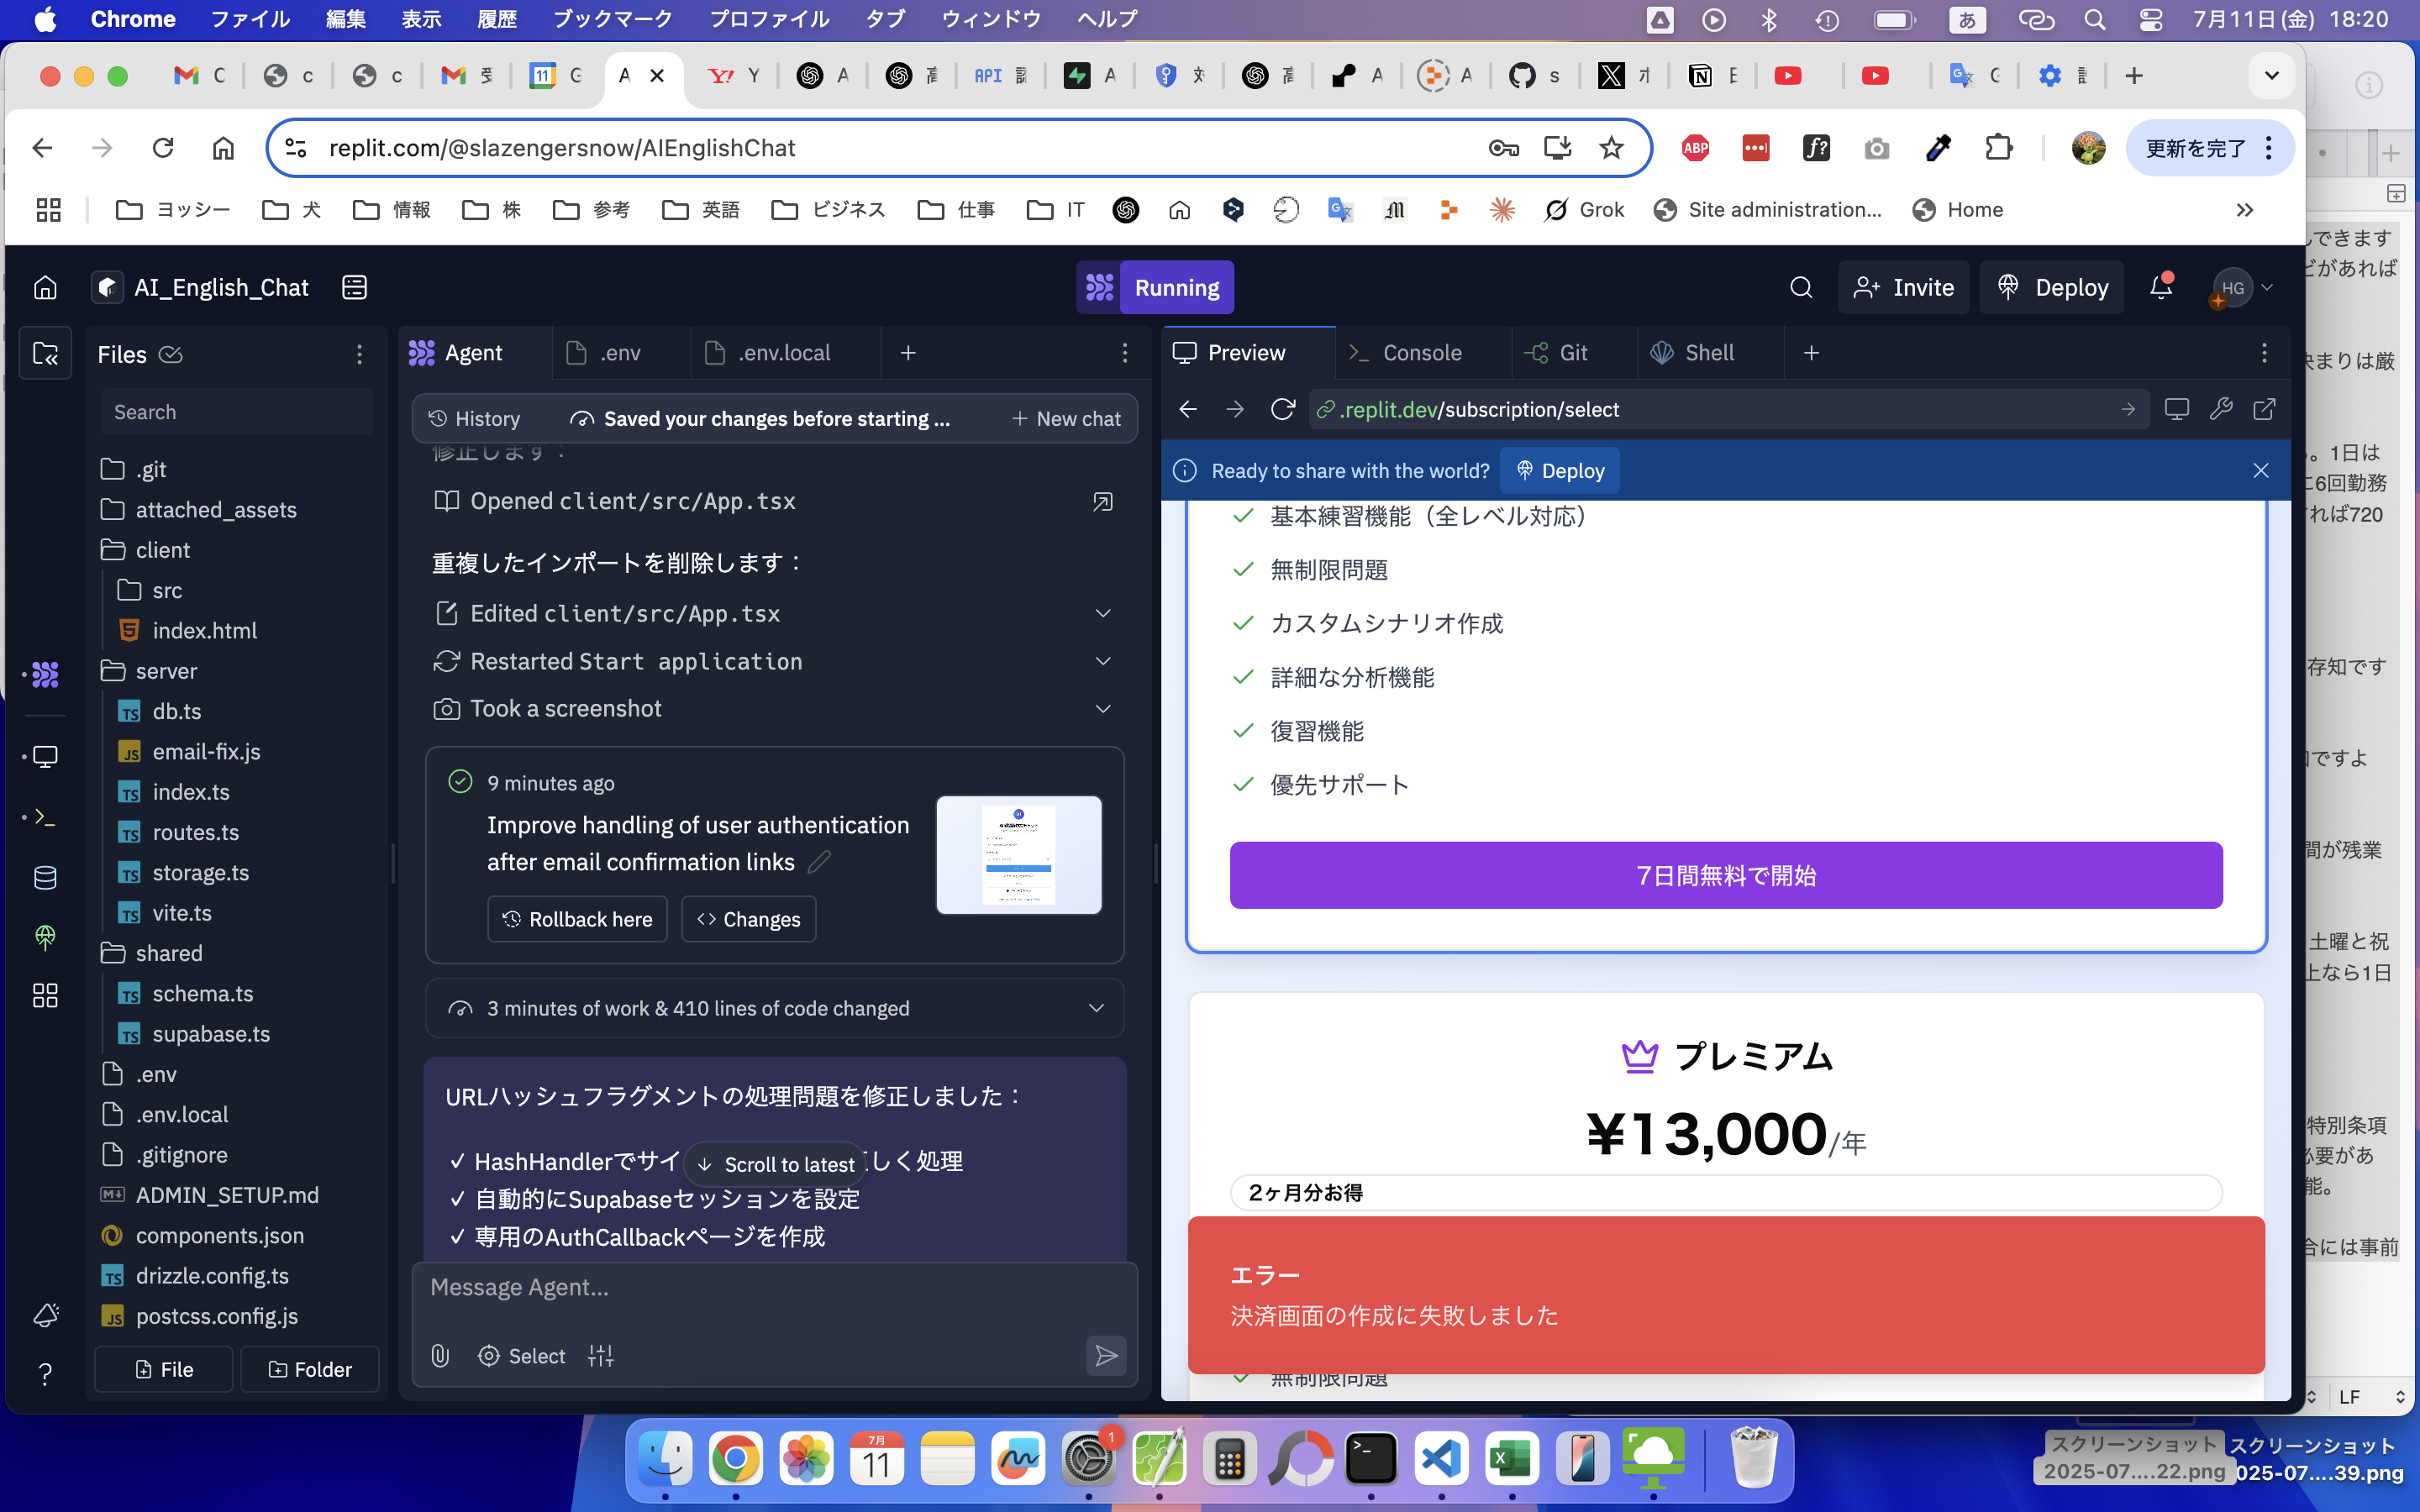 Chrome ファイル 編集 表示 履歴 ブックマーク プロファイル タブ ウィンドウ ヘルプ
あ 7月11日(金) 18:20
replit.com/@slazengersnow/AIEnglishChat
ABP
f?
更新を完了
ヨッシー 犬 情報 株 参考 英語 ビジネス 仕事 IT Grok Site administration... Home
AI_English_Chat
Running
Invite
Deploy
HG
Files
Search
.git
attached_assets
client
src
index.html
server
db.ts
email-fix.js
index.ts
routes.ts
storage.ts
vite.ts
shared
schema.ts
supabase.ts
.env
.env.local
.gitignore
ADMIN_SETUP.md
components.json
drizzle.config.ts
postcss.config.js
File
Folder
Agent
.env
.env.local
History
Saved your changes before starting ...
New chat
修正します：
Opened client/src/App.tsx
重複したインポートを削除します：
Edited client/src/App.tsx
Restarted Start application
Took a screenshot
9 minutes ago
Improve handling of user authentication
after email confirmation links
Rollback here
Changes
3 minutes of work & 410 lines of code changed
URLハッシュフラグメントの処理問題を修正しました：
✓ HashHandlerでサイ
しく処理
Scroll to latest
✓ 自動的にSupabaseセッションを設定
✓ 専用のAuthCallbackページを作成
Message Agent...
Select
Preview
Console
Git
Shell
.replit.dev/subscription/select
Ready to share with the world?
Deploy
基本練習機能（全レベル対応）
無制限問題
カスタムシナリオ作成
詳細な分析機能
復習機能
優先サポート
7日間無料で開始
プレミアム
¥13,000/年
2ヶ月分お得
エラー
決済画面の作成に失敗しました
無制限問題
できます
どがあれば
決まりは厳
。1日は
に6回勤務
れば720
存知です
ですよ
間が残業
土曜と祝
上なら1日
特別条項
必要があ
能。
合には事前
LF
7月
11
1
スクリーンショット
2025-07....22.png
スクリーンショット
025-07....39.png